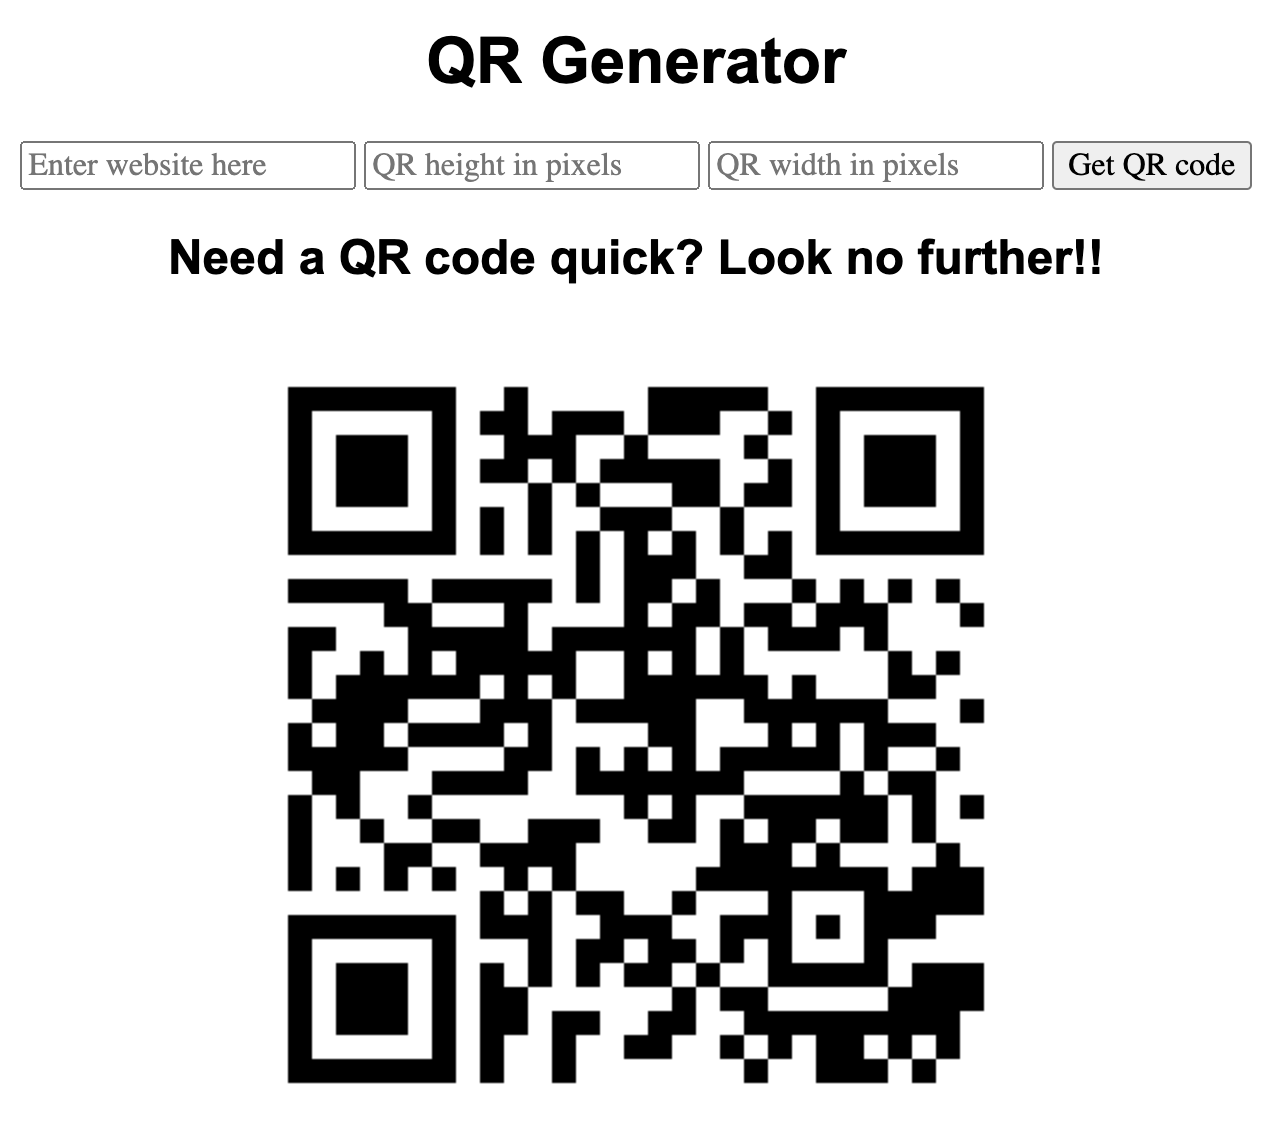 QR Generator
Enter website here QR height in pixels QR width in pixels Get QR code
Need a QR code quick? Look no further!!